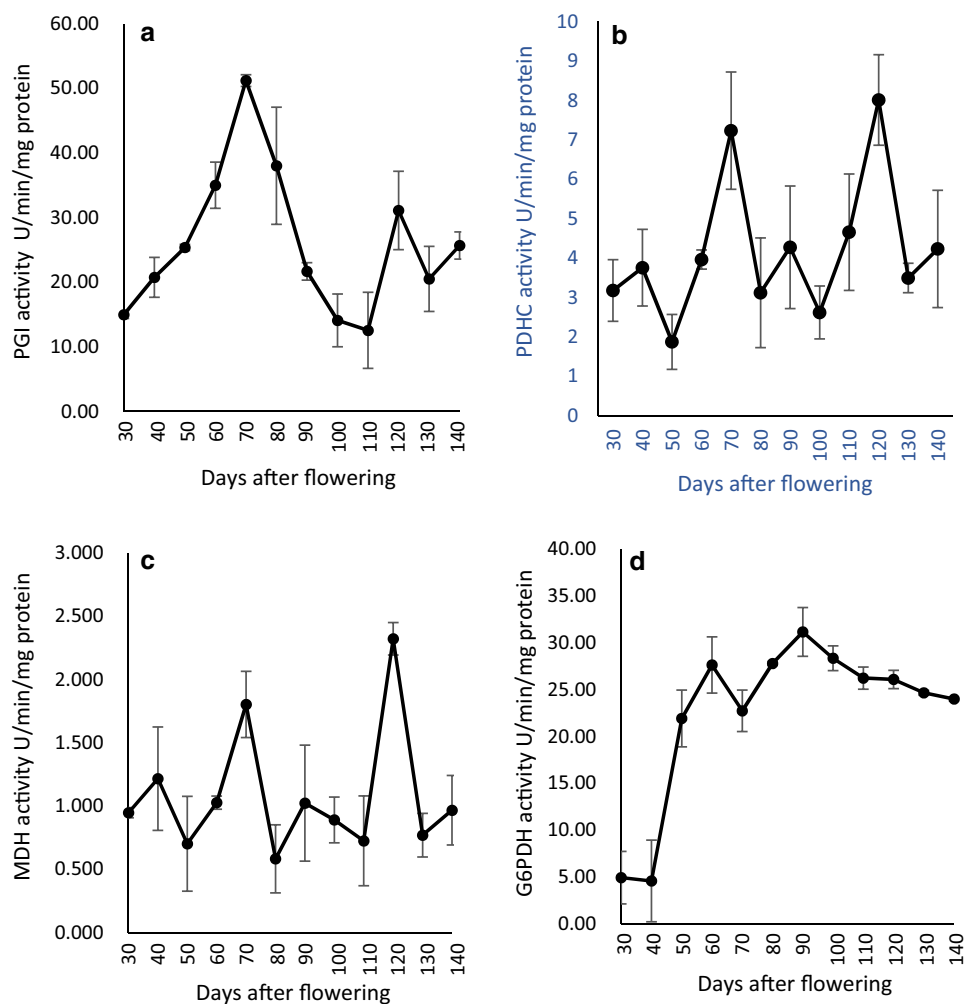 a
PGI activity U/min/mg protein
60.00
50.00
40.00
30.00
20.00
10.00
0.00
30 40 50 60 70 80 90 100 110 120 130 140
Days after flowering
b
PDHC activity U/min/mg protein
10
9
8
7
6
5
4
3
2
1
0
30 40 50 60 70 80 90 100 110 120 130 140
Days after flowering
c
MDH activity U/min/mg protein
3.000
2.500
2.000
1.500
1.000
0.500
0.000
30 40 50 60 70 80 90 100 110 120 130 140
Days after flowering
d
G6PDH activity U/min/mg protein
40.00
35.00
30.00
25.00
20.00
15.00
10.00
5.00
0.00
30 40 50 60 70 80 90 100 110 120 130 140
Days after flowering